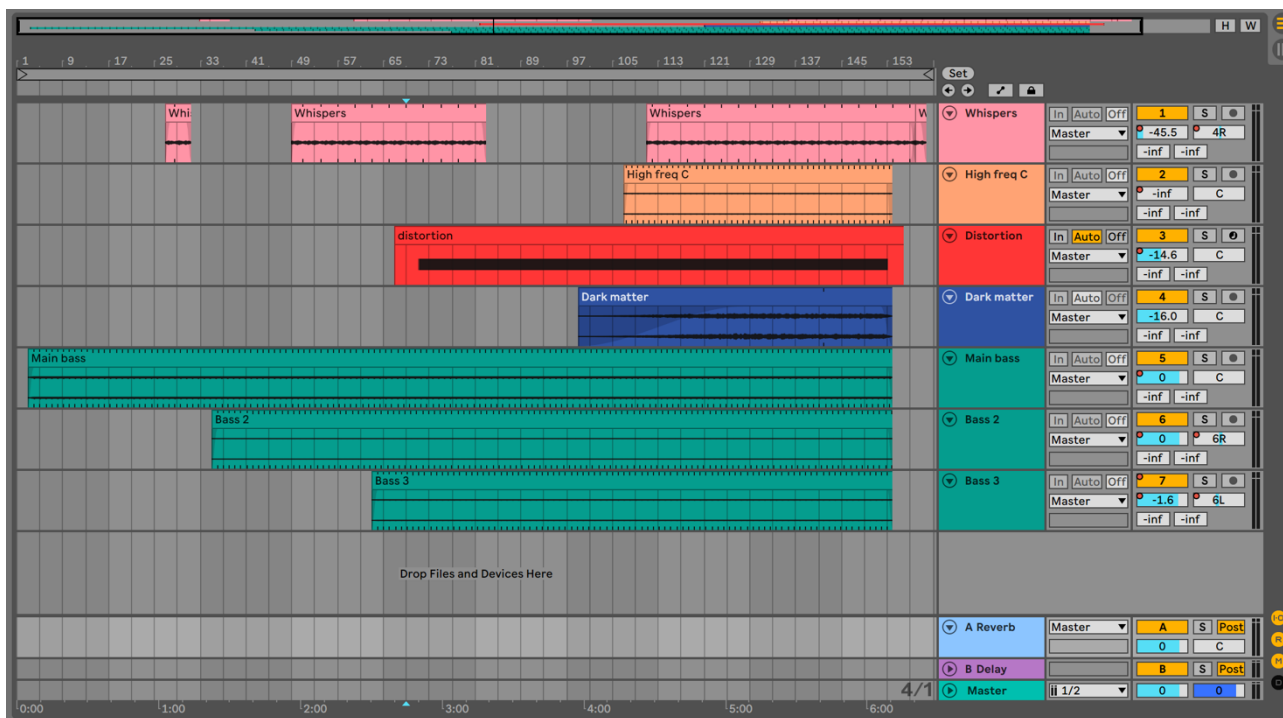 H W
1 9 17 25 33 41 49 57 65 73 81 89 97 105 113 121 129 137 145 153
Set
Whi Whispers Whispers W Whispers In Auto Off 1 S
Master -45.5 4R
-inf -inf
High freq C High freq C In Auto Off 2 S
Master -inf C
-inf -inf
distortion Distortion In Auto Off 3 S
Master -14.6 C
-inf -inf
Dark matter Dark matter In Auto Off 4 S
Master -16.0 C
-inf -inf
Main bass Main bass In Auto Off 5 S
Master 0 C
-inf -inf
Bass 2 Bass 2 In Auto Off 6 S
Master 0 6R
-inf -inf
Bass 3 Bass 3 In Auto Off 7 S
Master -1.6 6L
-inf -inf
Drop Files and Devices Here
A Reverb Master A S Post
0 C
B Delay B S Post
4/1 Master 1/2 0 0
0:00 1:00 2:00 3:00 4:00 5:00 6:00
I·O
R
M
D